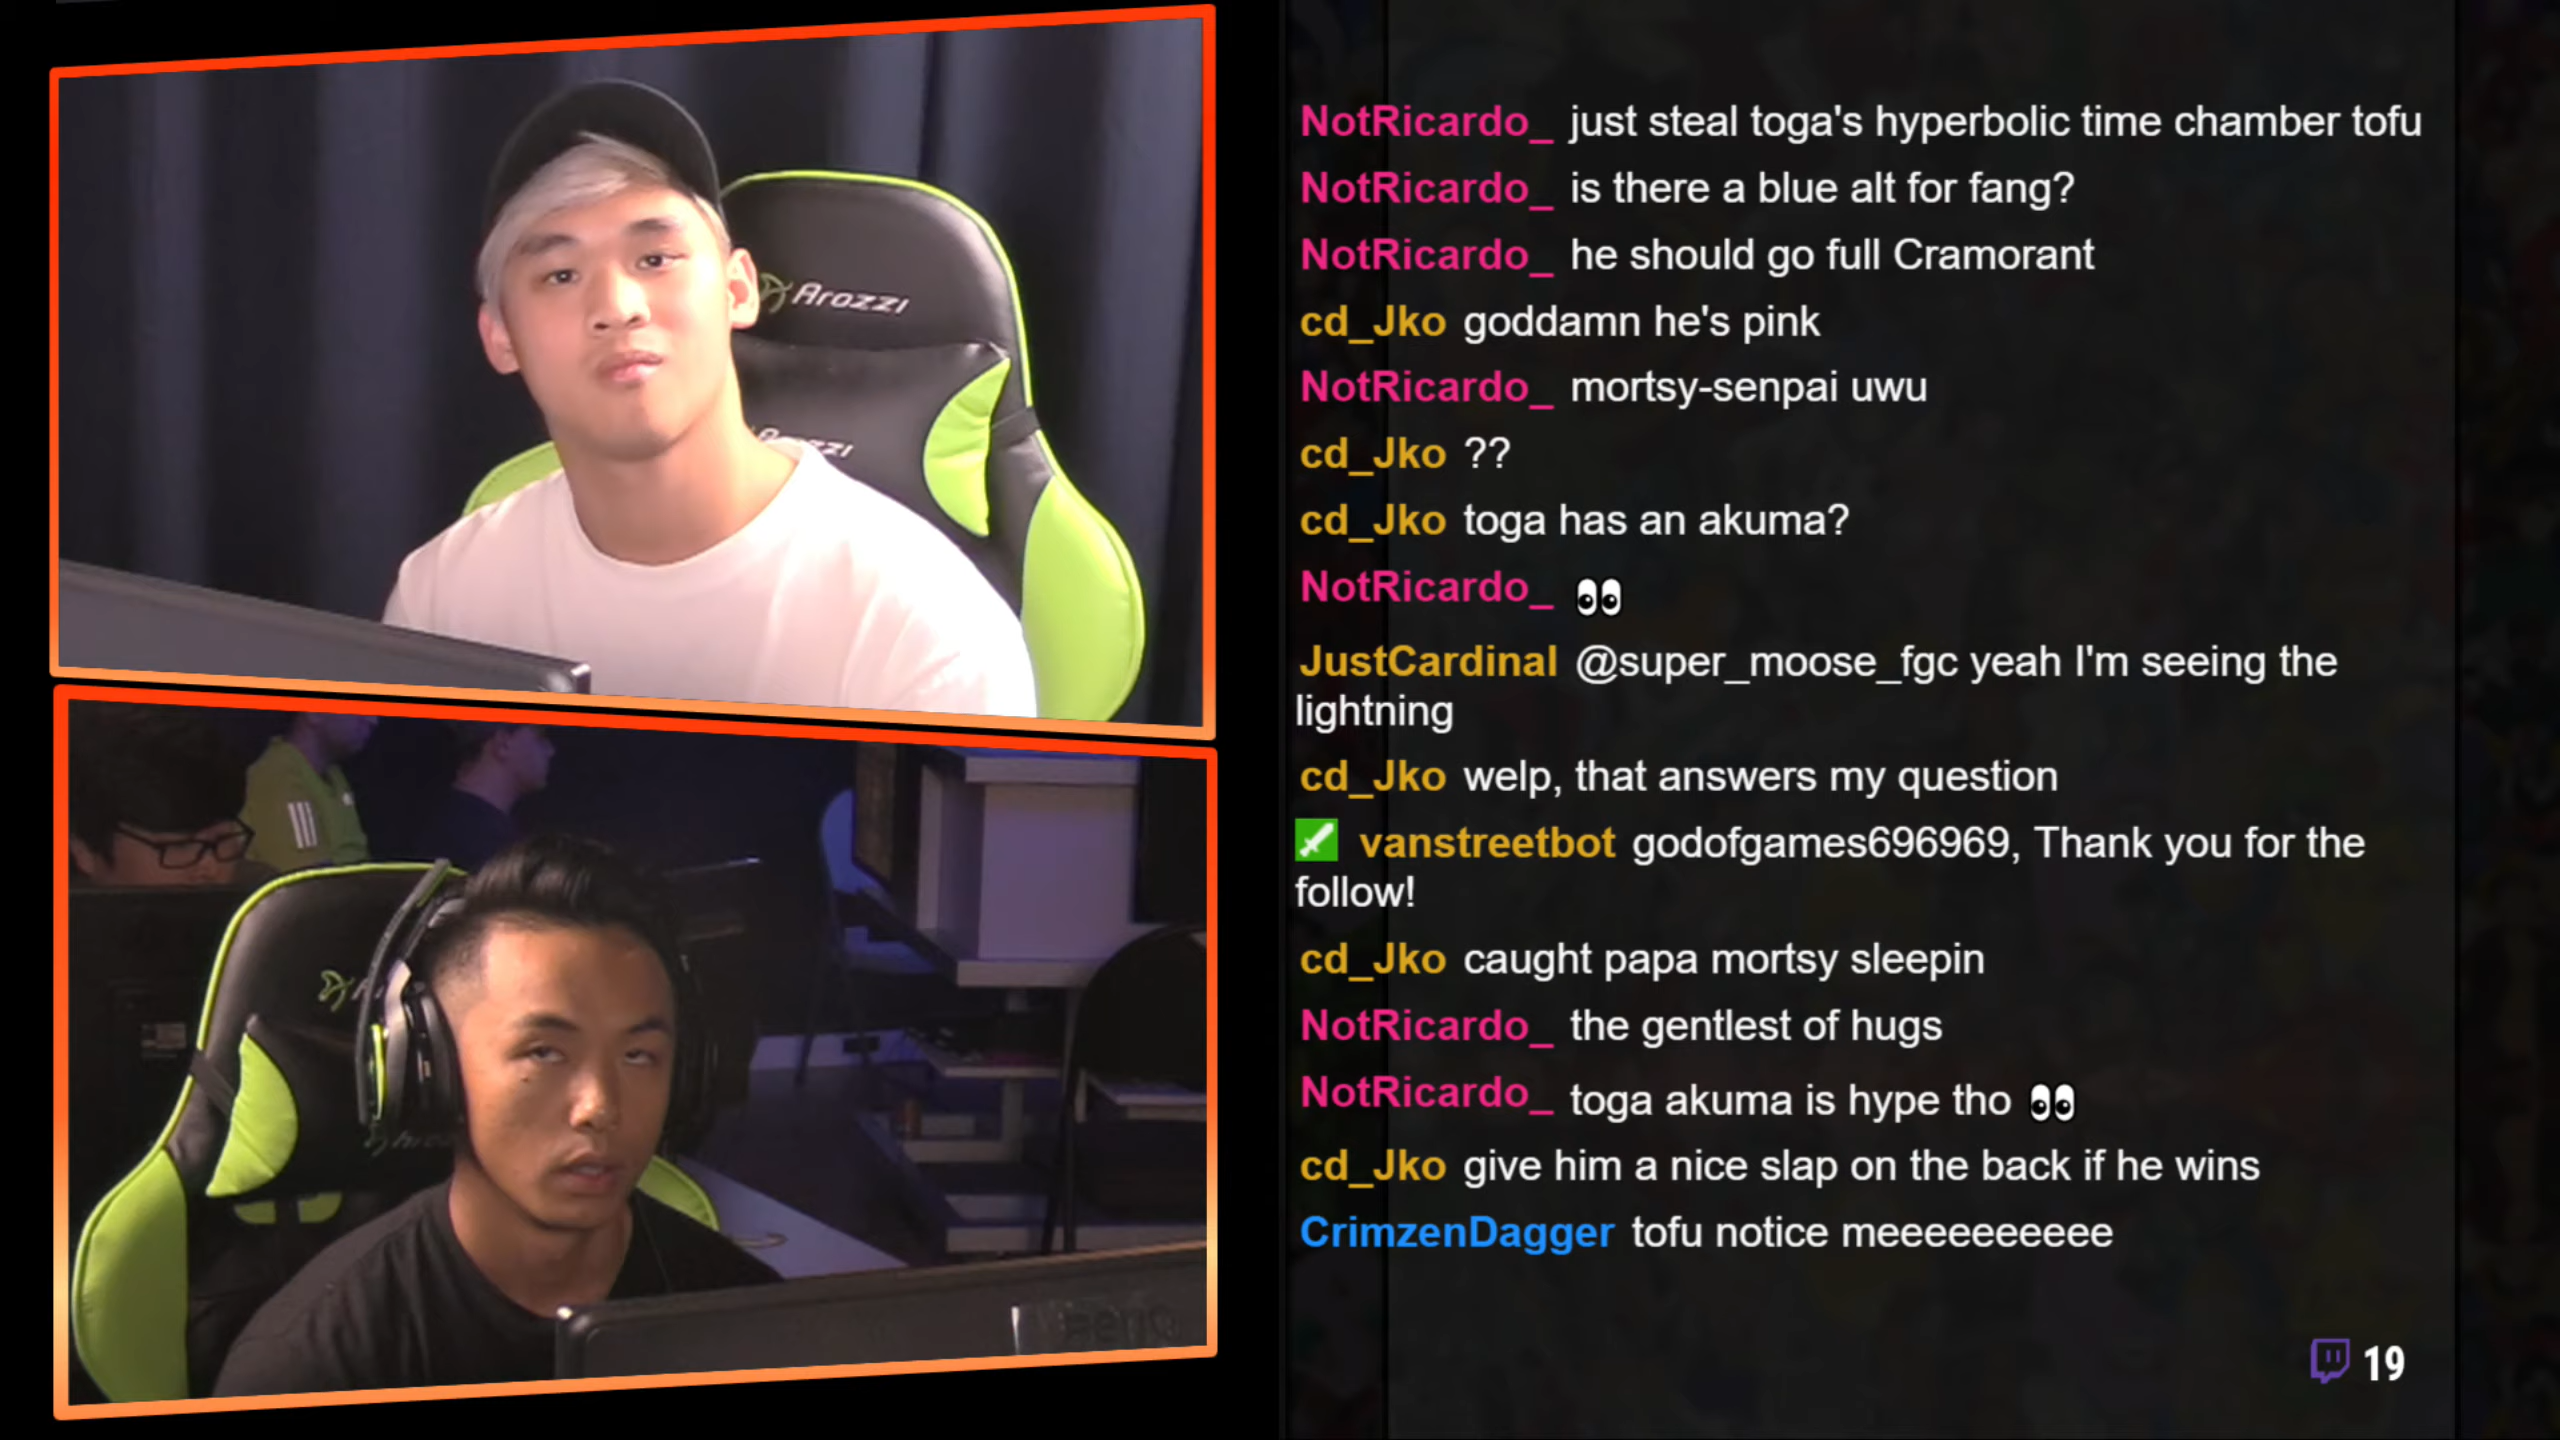 NotRicardo_ just steal toga's hyperbolic time chamber tofu
NotRicardo_ is there a blue alt for fang?
NotRicardo_ he should go full Cramorant
cd_Jko goddamn he's pink
NotRicardo_ mortsy-senpai uwu
cd_Jko ??
cd_Jko toga has an akuma?
NotRicardo_ 👀
JustCardinal @super_moose_fgc yeah I'm seeing the
lightning
cd_Jko welp, that answers my question
vanstreetbot godofgames696969, Thank you for the
follow!
cd_Jko caught papa mortsy sleepin
NotRicardo_ the gentlest of hugs
NotRicardo_ toga akuma is hype tho 👀
cd_Jko give him a nice slap on the back if he wins
CrimzenDagger tofu notice meeeeeeeeee
19
Arozzi